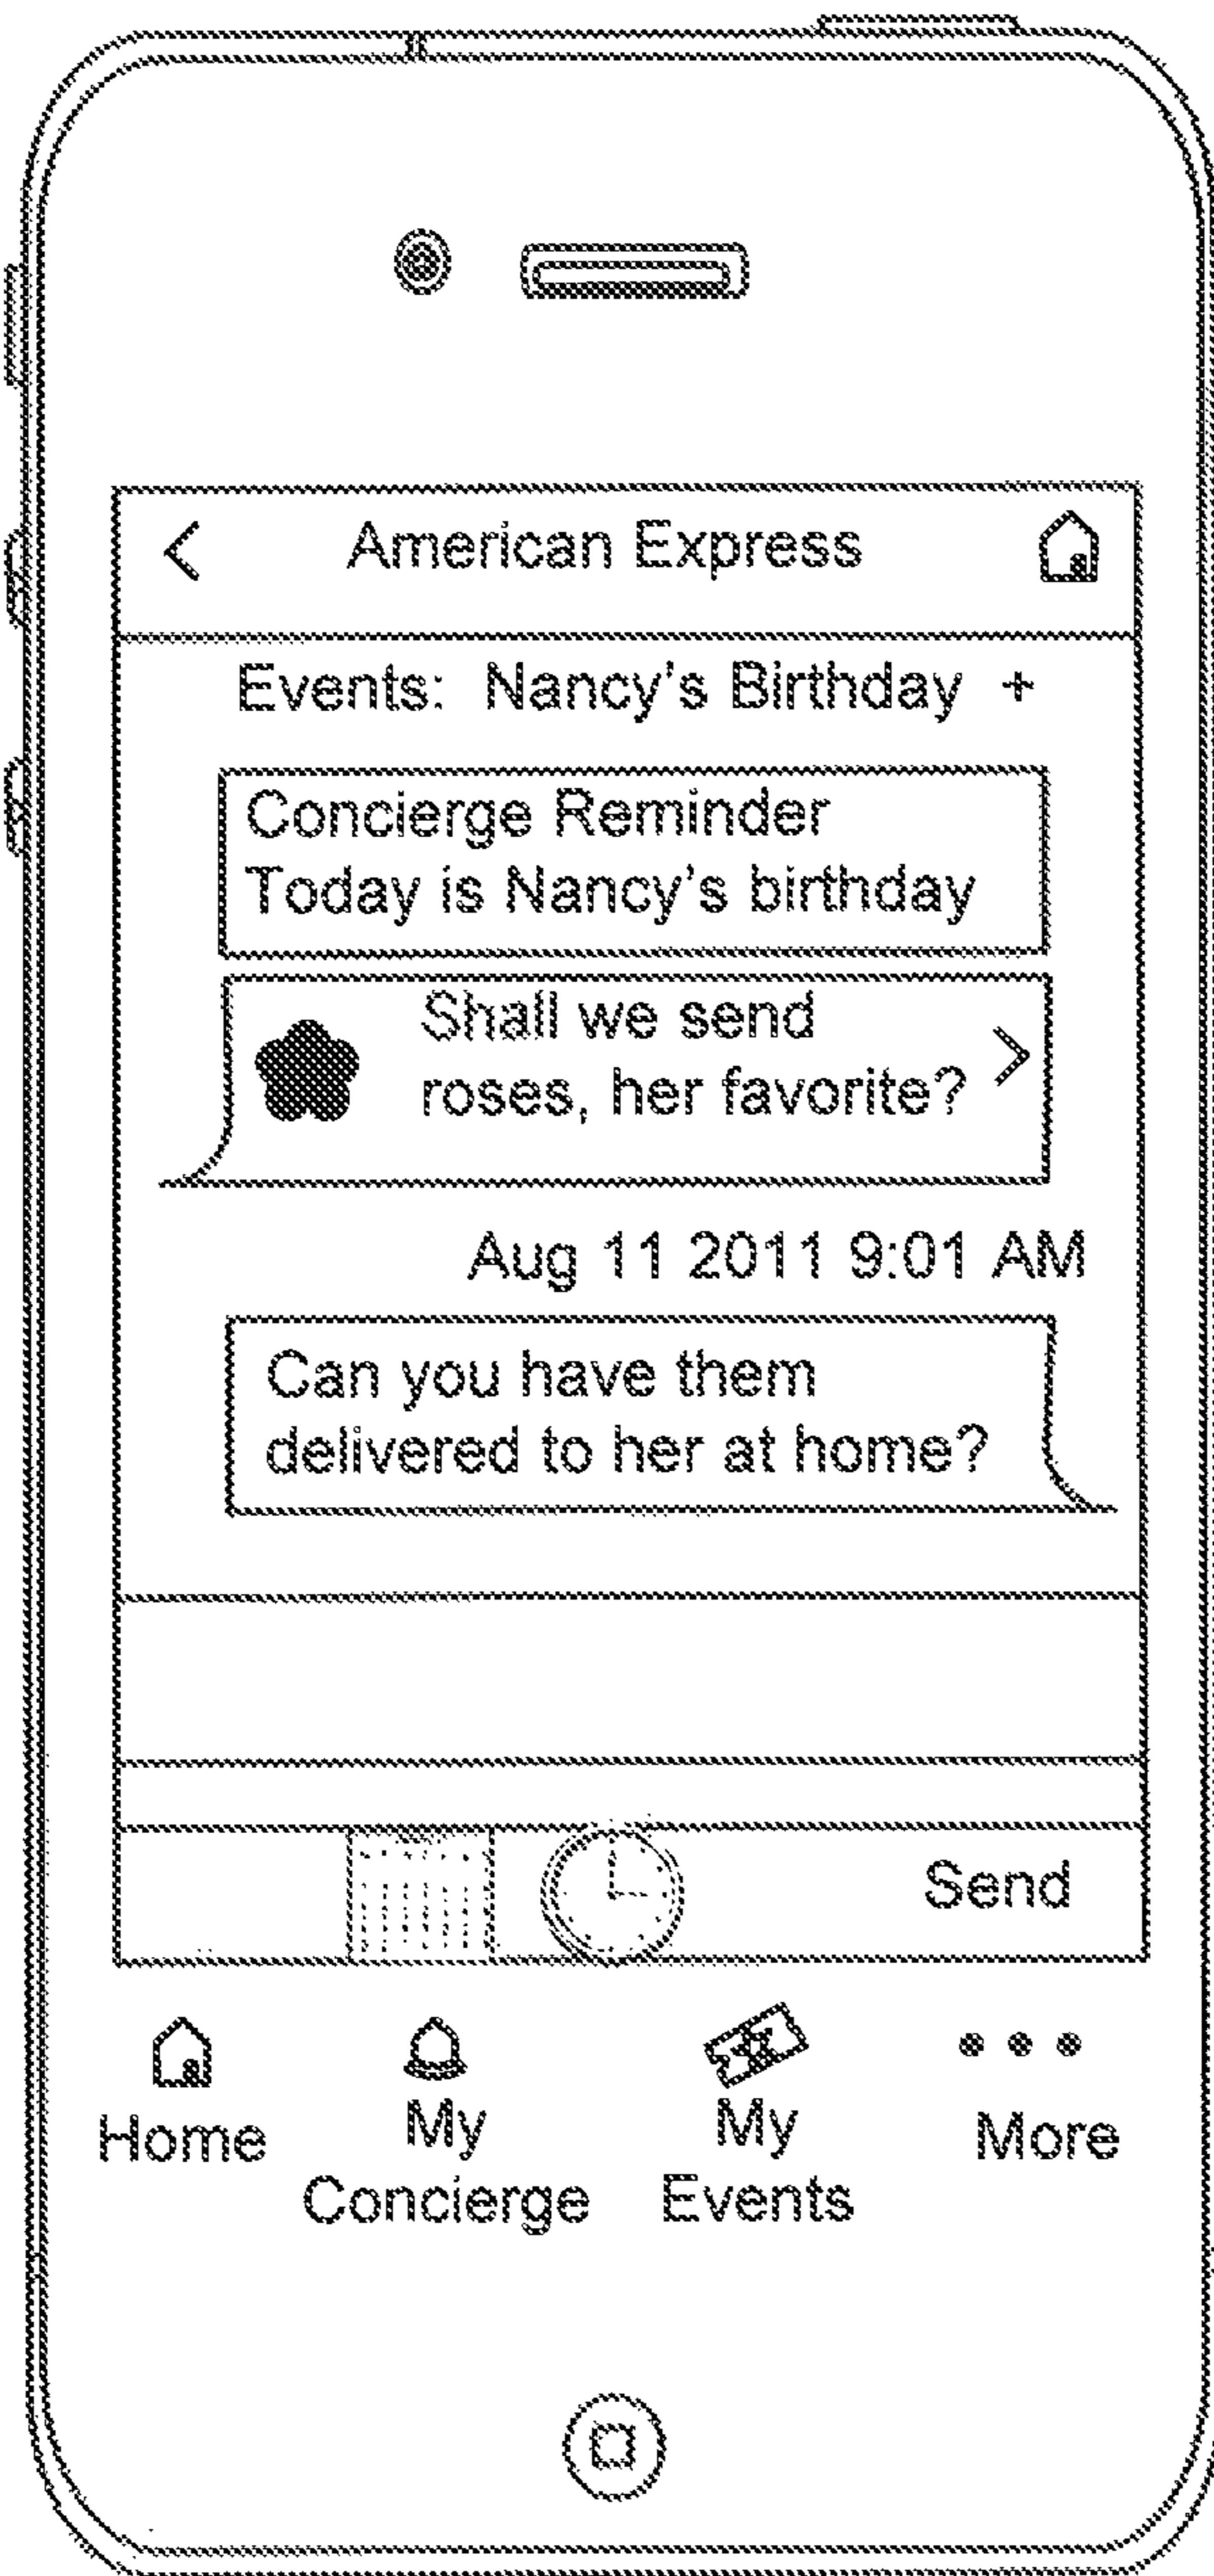 American Express
Events: Nancy's Birthday +
Concierge Reminder
Today is Nancy's birthday
Shall we send
roses, her favorite?
Aug 11 2011 9:01 AM
Can you have them
delivered to her at home?
Send
Home
My
Concierge
My
Events
More